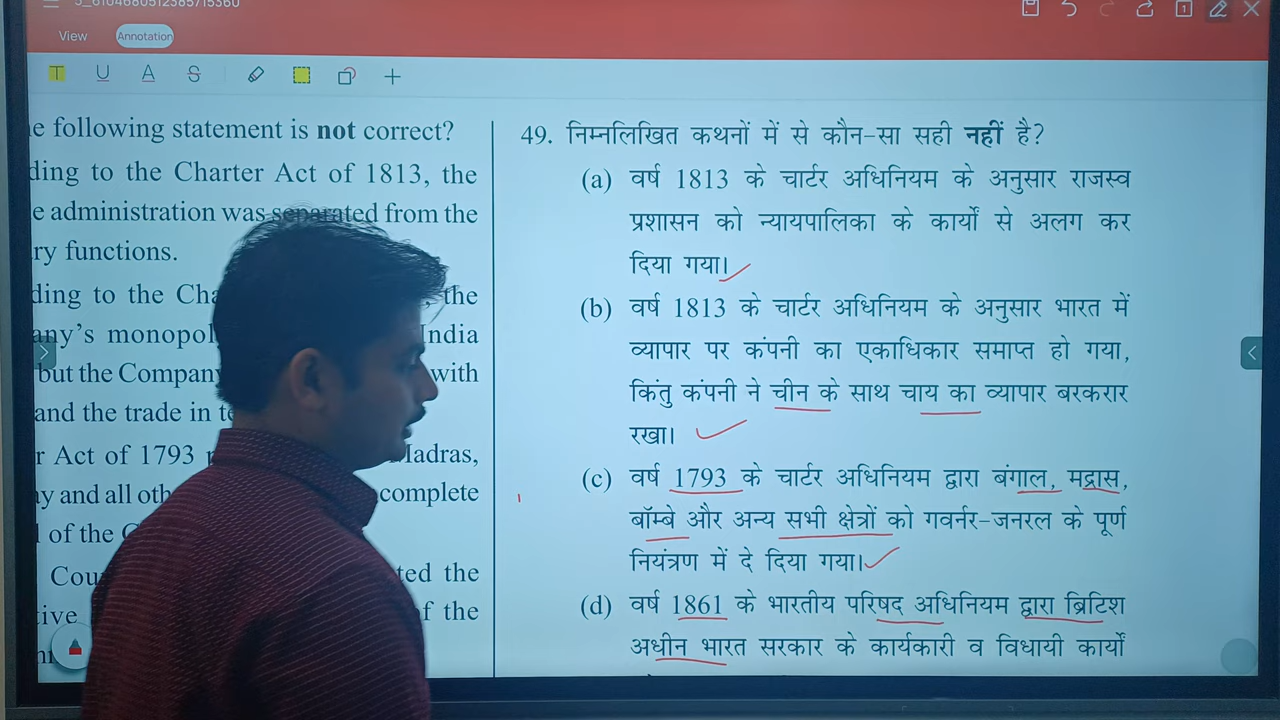 View
Annotation
e following statement is not correct?
ding to the Charter Act of 1813, the
e administration was separated from the
ry functions.
ding to the Cha the
any's monopol India
but the Company with
and the trade in te
r Act of 1793 Madras,
y and all oth complete
of the
Cou ted the
tive f the
49. निम्नलिखित कथनों में से कौन-सा सही नहीं है?
(a) वर्ष 1813 के चार्टर अधिनियम के अनुसार राजस्व
प्रशासन को न्यायपालिका के कार्यों से अलग कर
दिया गया।
(b) वर्ष 1813 के चार्टर अधिनियम के अनुसार भारत में
व्यापार पर कंपनी का एकाधिकार समाप्त हो गया,
किंतु कंपनी ने चीन के साथ चाय का व्यापार बरकरार
रखा।
(c) वर्ष 1793 के चार्टर अधिनियम द्वारा बंगाल, मद्रास,
बॉम्बे और अन्य सभी क्षेत्रों को गवर्नर-जनरल के पूर्ण
नियंत्रण में दे दिया गया।
(d) वर्ष 1861 के भारतीय परिषद अधिनियम द्वारा ब्रिटिश
अधीन भारत सरकार के कार्यकारी व विधायी कार्यों